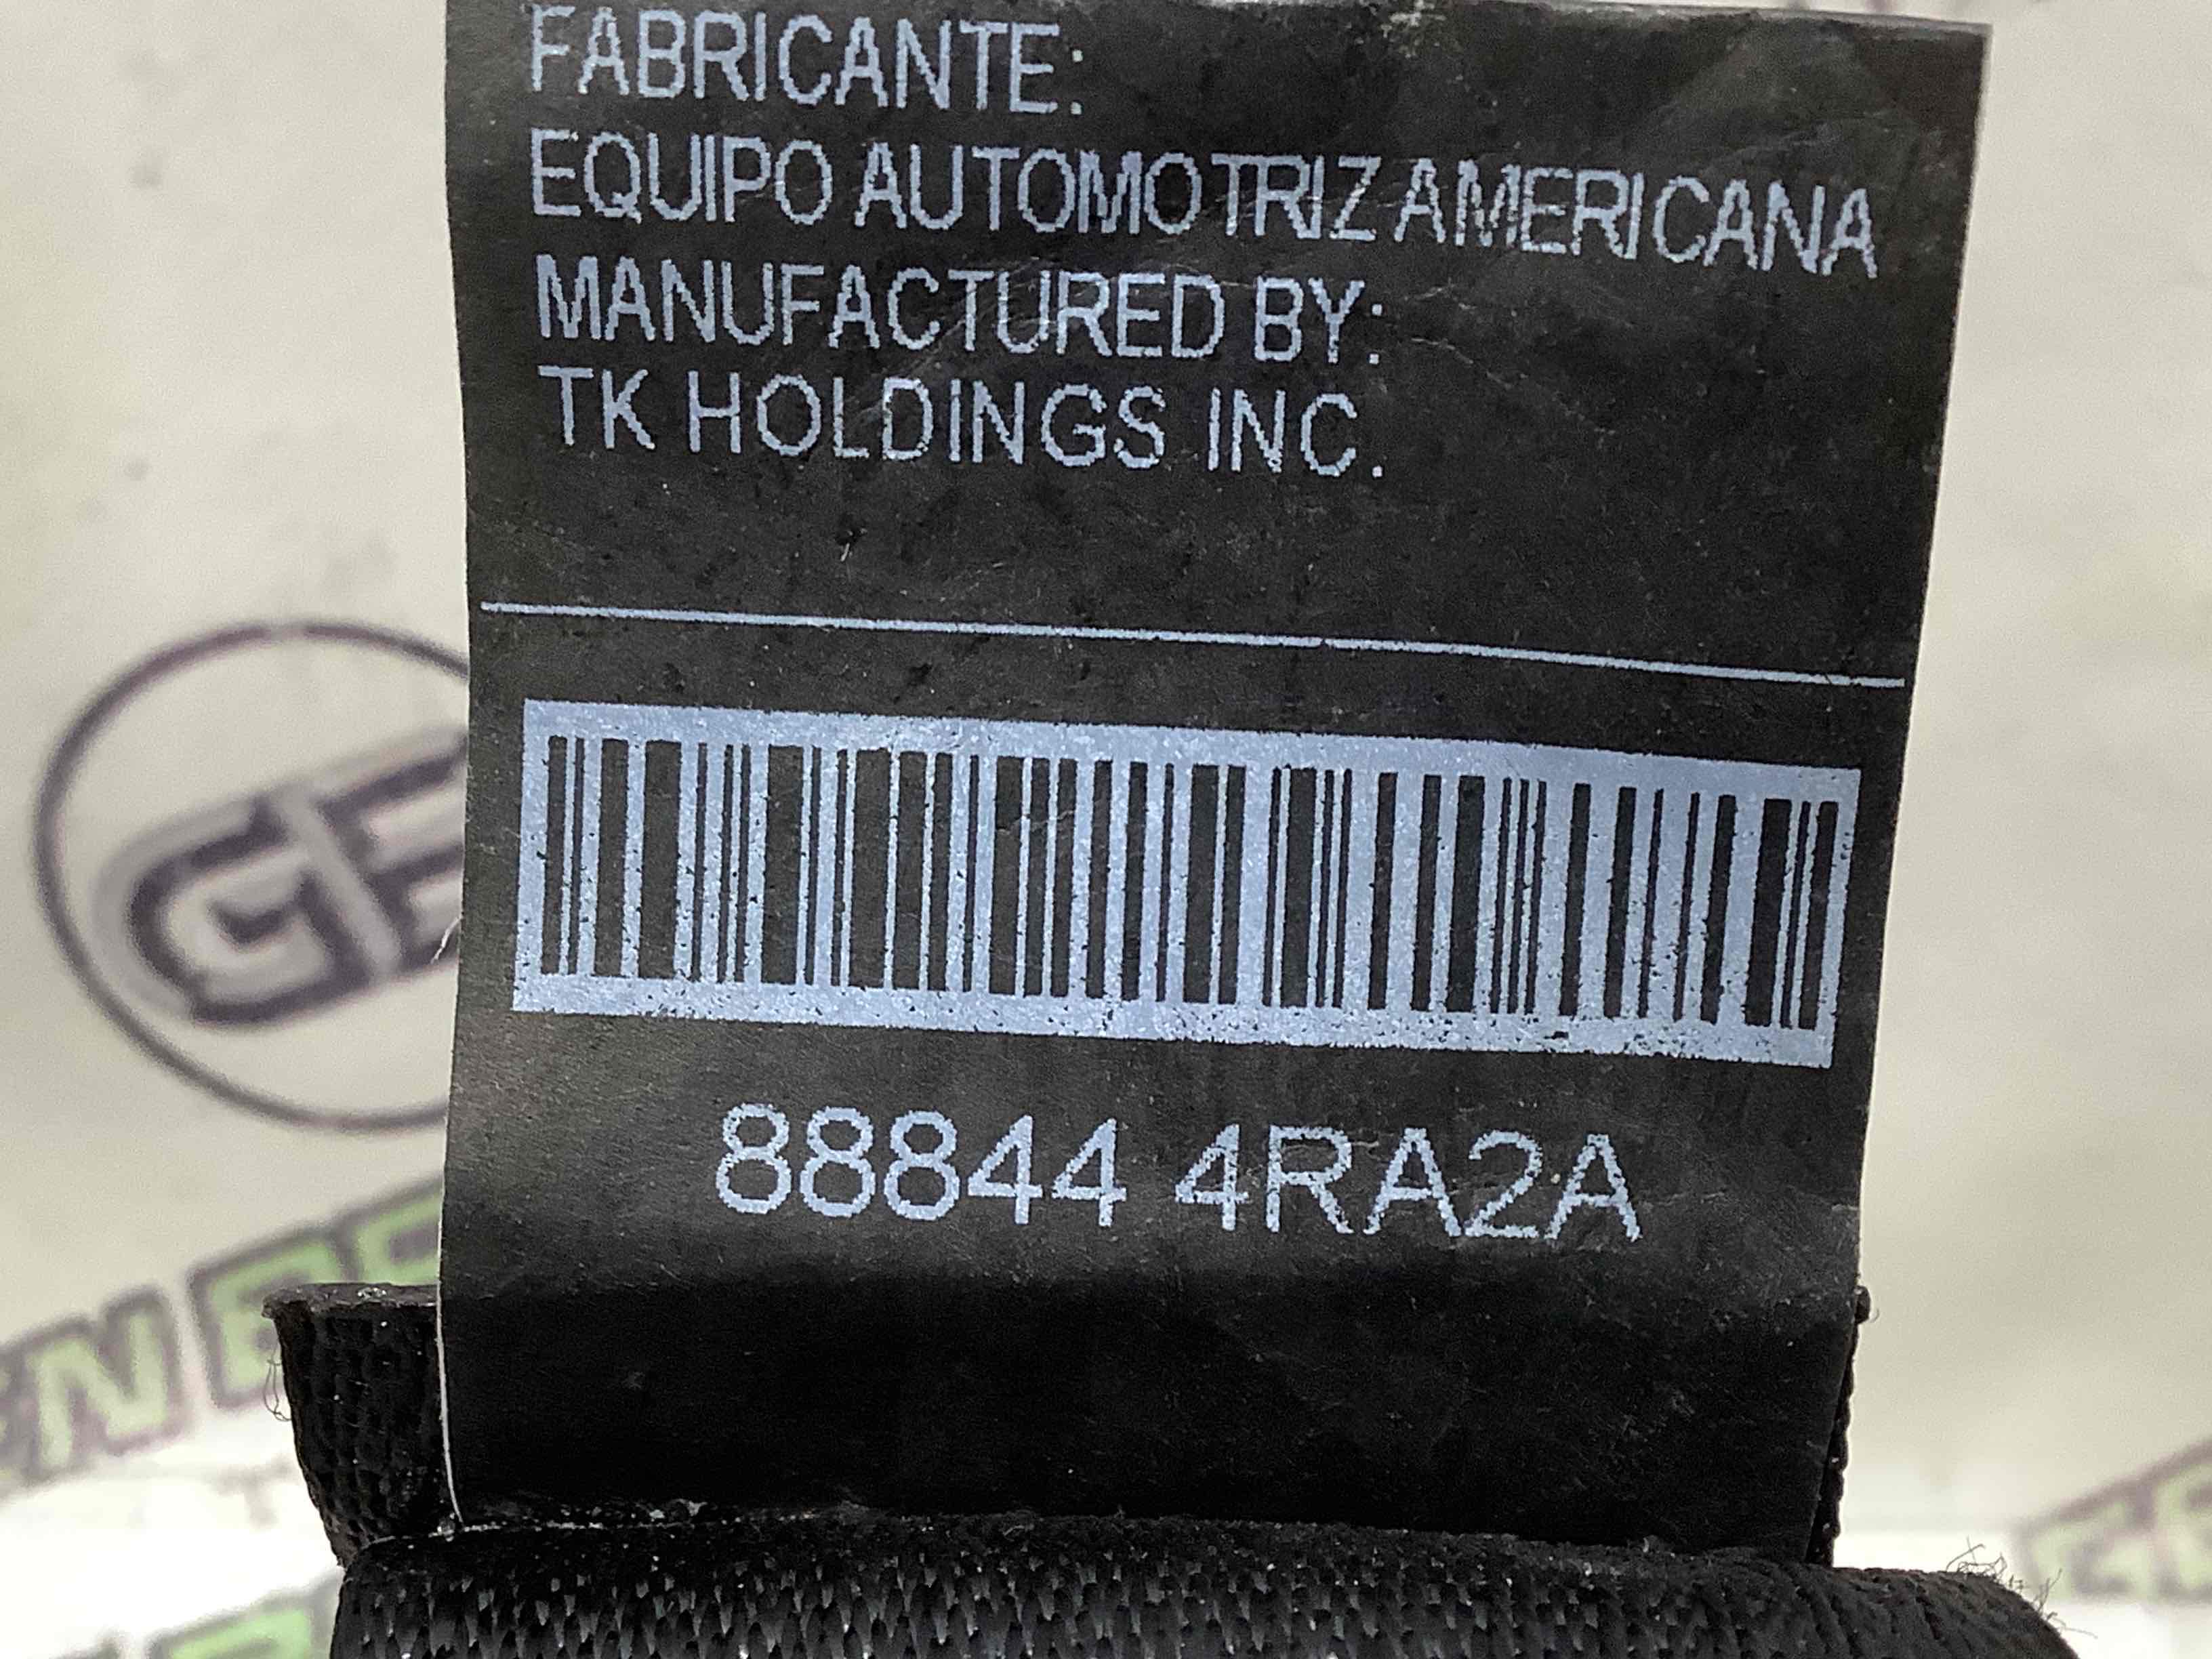 FABRICANTE:
EQUIPO AUTOMOTRIZ AMERICANA
MANUFACTURED BY:
TK HOLDINGS INC.
88844 4RA2A